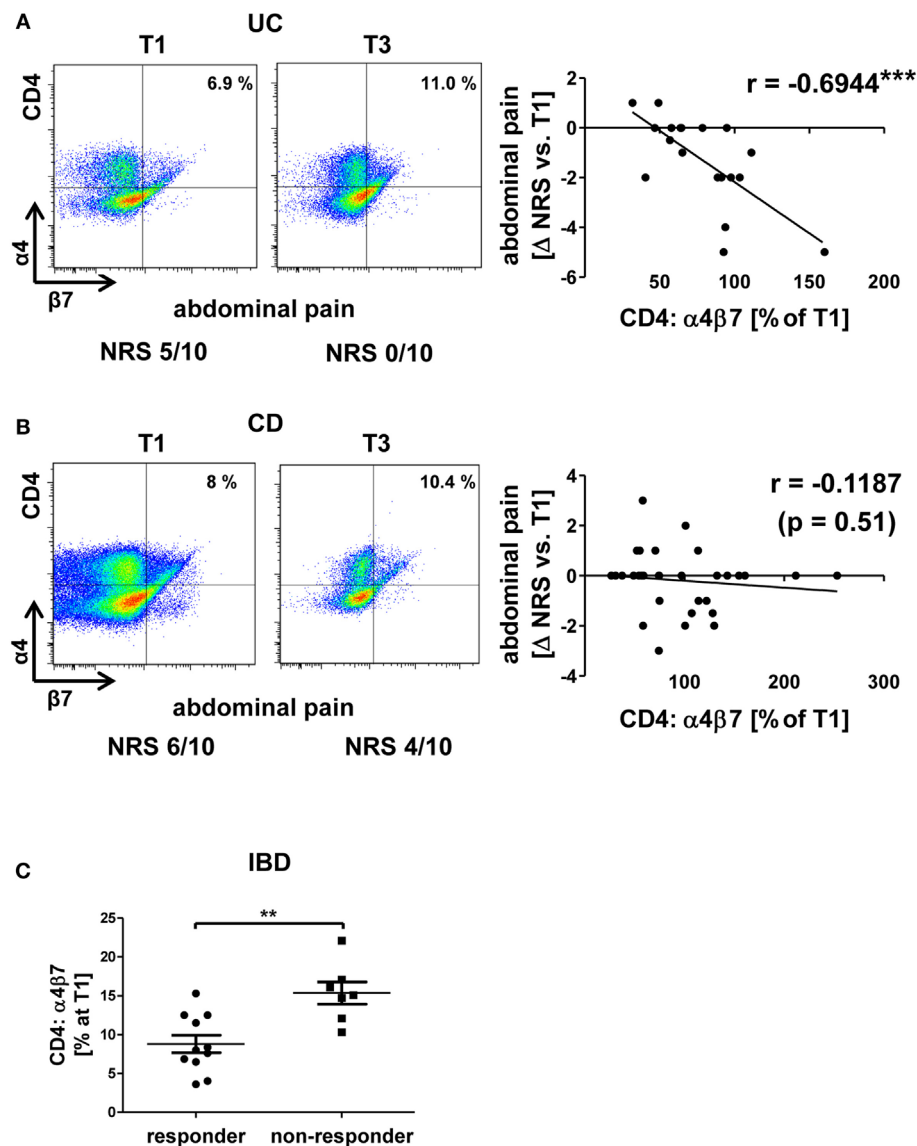 A
UC
T1
T3
6.9 %
11.0 %
CD4
α4
β7
abdominal pain
NRS 5/10
NRS 0/10
r = -0.6944***
abdominal pain
[Δ NRS vs. T1]
2
0
-2
-4
-6
50
100
150
200
CD4: α4β7 [% of T1]
B
CD
T1
T3
8 %
10.4 %
CD4
α4
β7
abdominal pain
NRS 6/10
NRS 4/10
r = -0.1187
(p = 0.51)
abdominal pain
[Δ NRS vs. T1]
4
2
0
-2
-4
100
200
300
CD4: α4β7 [% of T1]
C
IBD
**
CD4: α4β7
[% at T1]
25
20
15
10
5
0
responder
non-responder